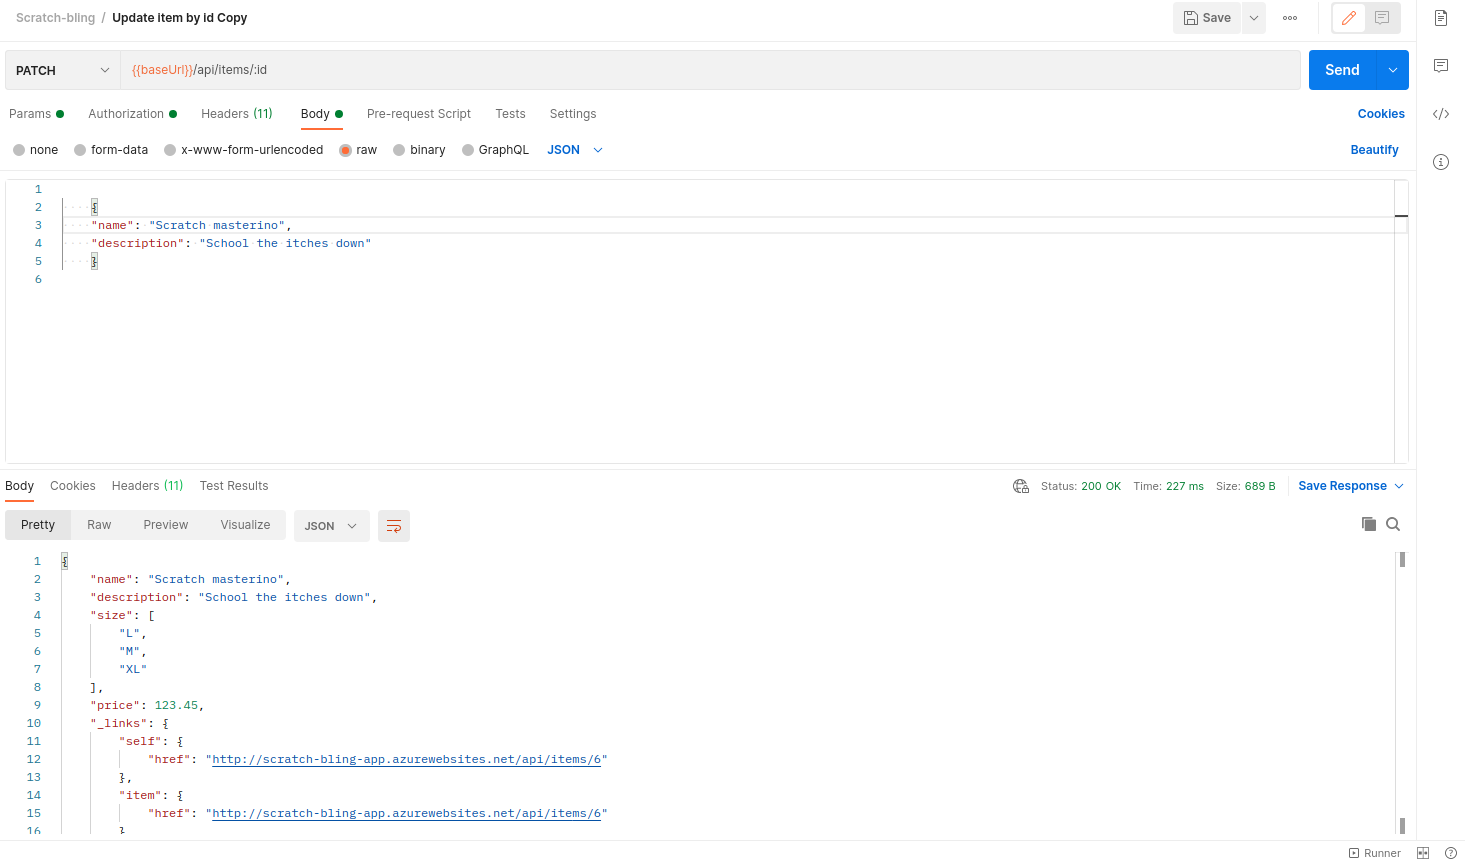 Scratch-bling / Update item by id Copy
Save
PATCH
{{baseUrl}}/api/items/:id
Send
Params
Authorization
Headers (11)
Body
Pre-request Script
Tests
Settings
Cookies
none
form-data
x-www-form-urlencoded
raw
binary
GraphQL
JSON
Beautify
1
2 {
3 "name": "Scratch masterino",
4 "description": "School the itches down"
5 }
6
Body
Cookies
Headers (11)
Test Results
Status: 200 OK
Time: 227 ms
Size: 689 B
Save Response
Pretty
Raw
Preview
Visualize
JSON
1 {
2 "name": "Scratch masterino",
3 "description": "School the itches down",
4 "size": [
5 "L",
6 "M",
7 "XL"
8 ],
9 "price": 123.45,
10 "_links": {
11 "self": {
12 "href": "http://scratch-bling-app.azurewebsites.net/api/items/6"
13 },
14 "item": {
15 "href": "http://scratch-bling-app.azurewebsites.net/api/items/6"
16 }
Runner